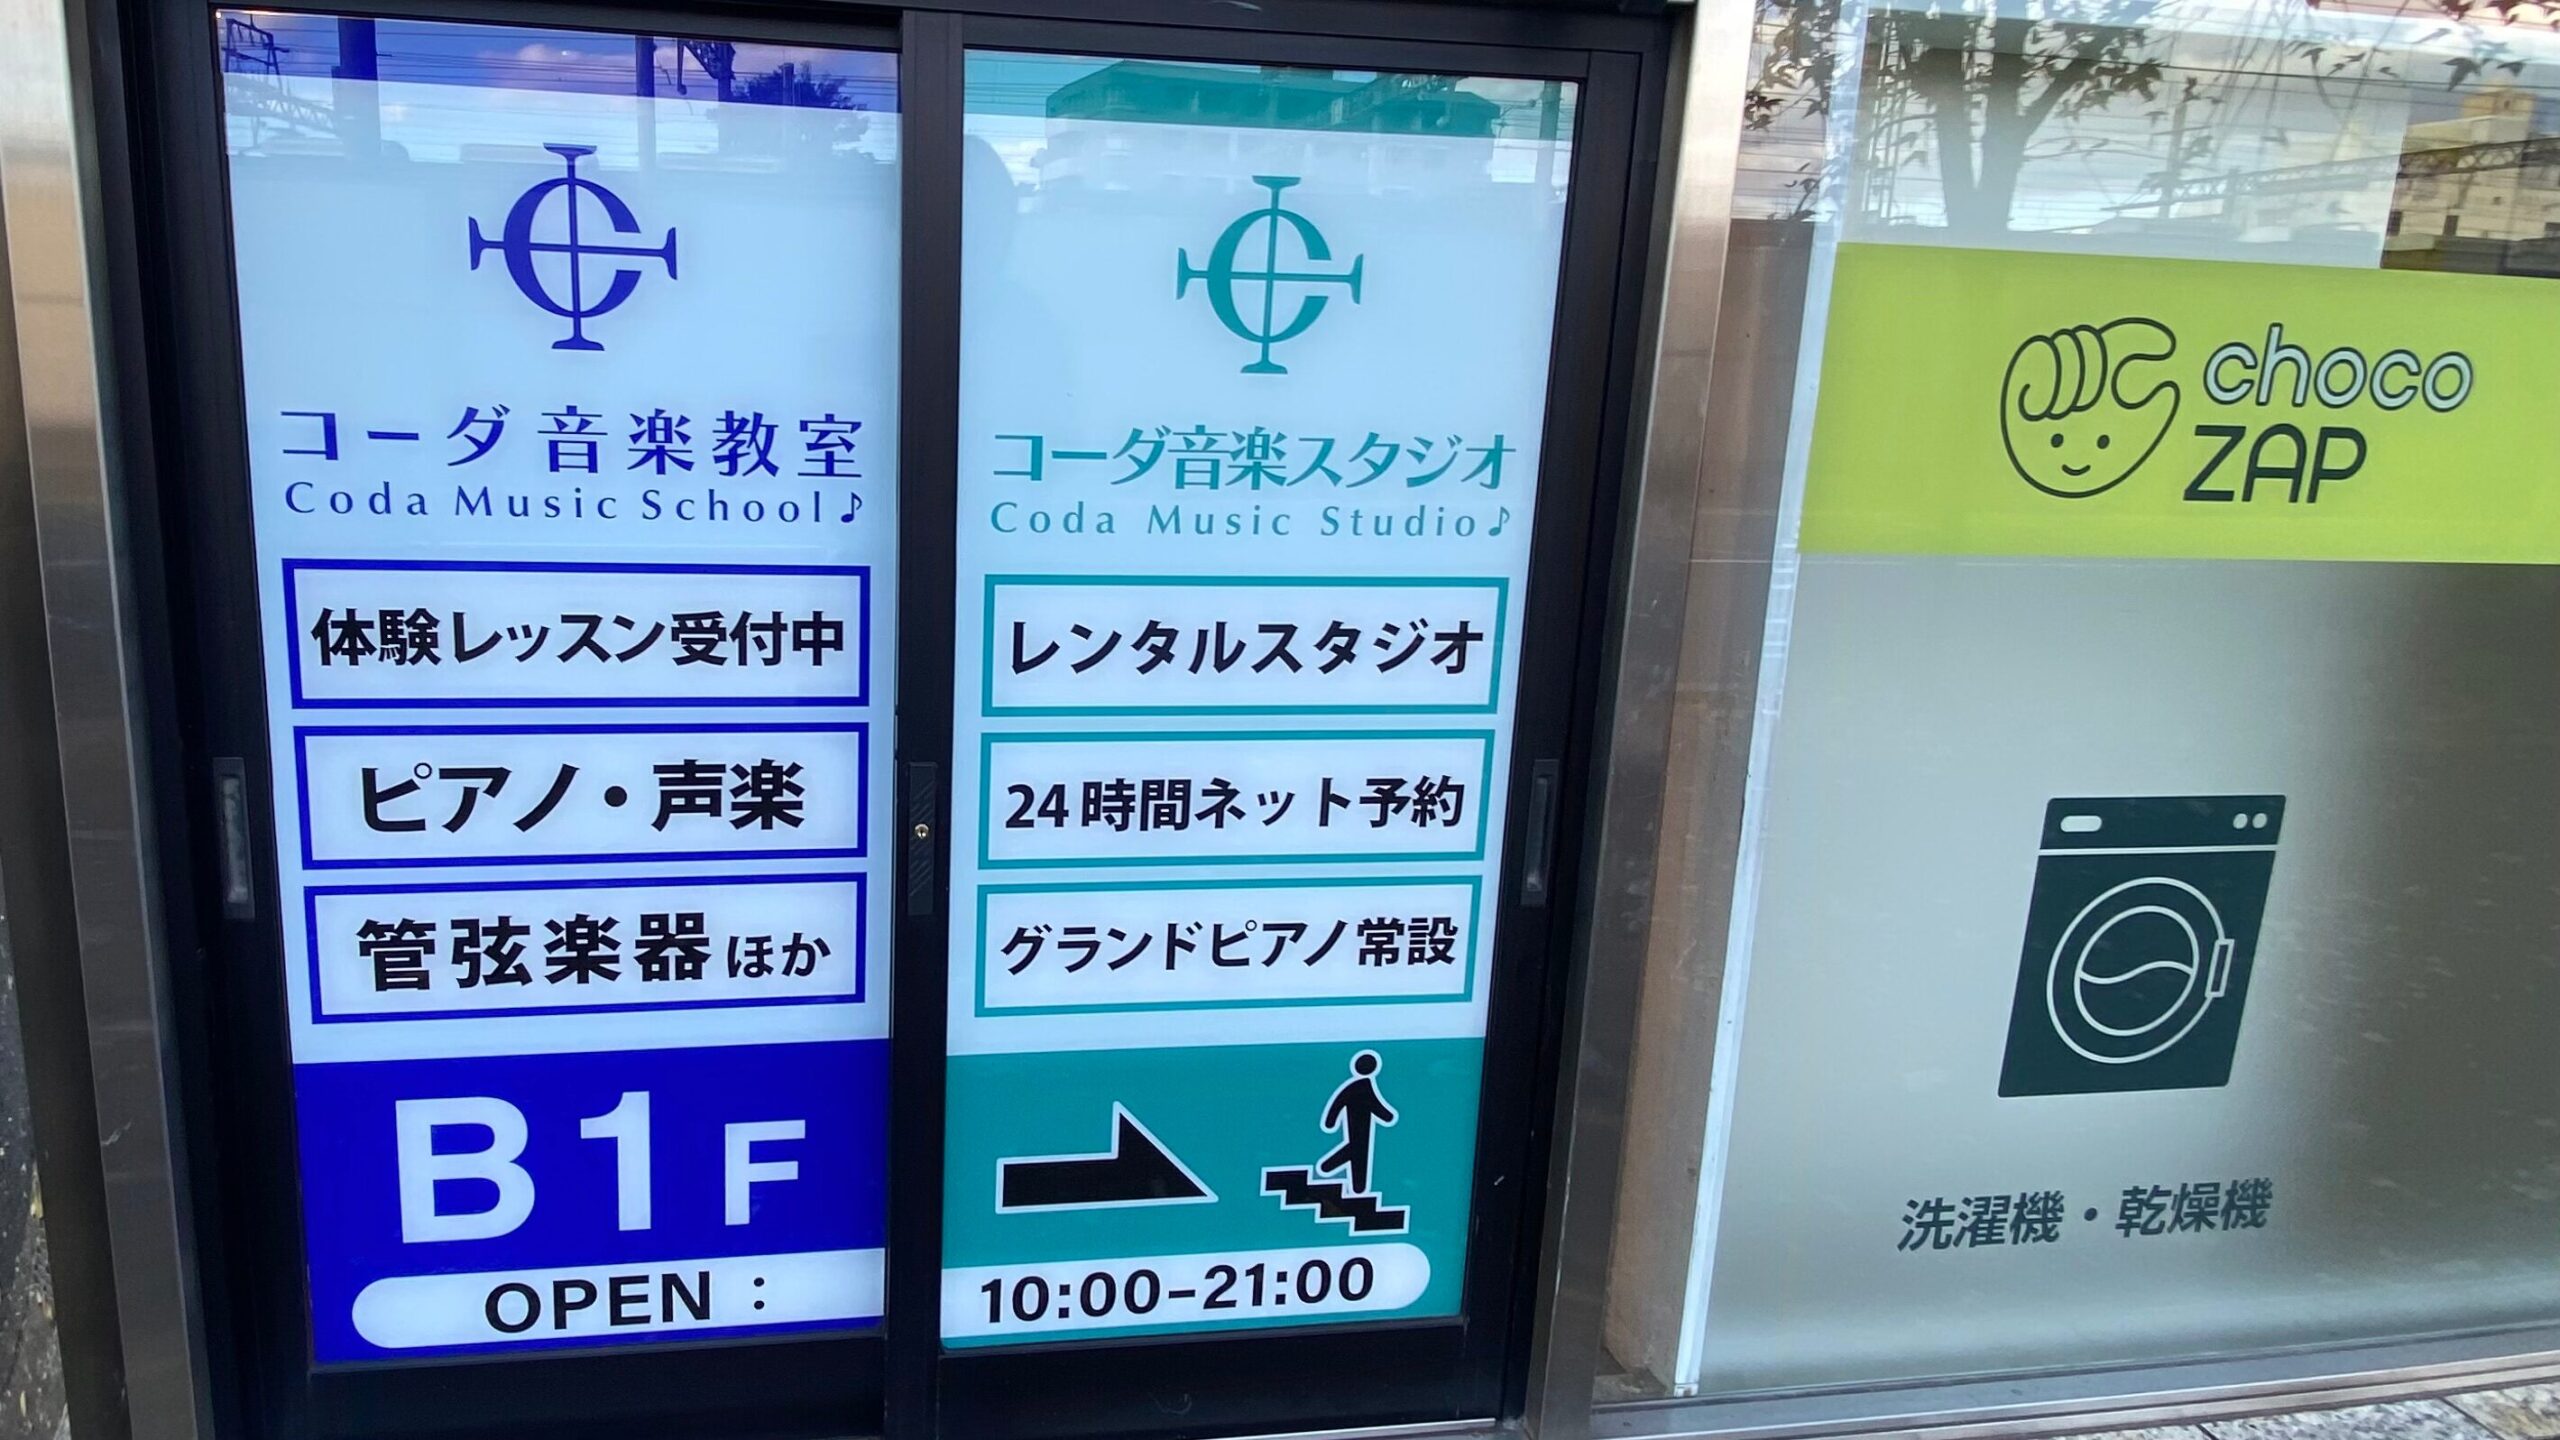 コーダ 音楽教室
Coda Music School♪
体験レッスン受付中
ピアノ・声楽
管弦楽器ほか
B1F
OPEN :
コーダ音楽スタジオ
Coda Music Studio♪
レンタルスタジオ
24時間ネット予約
グランドピアノ常設
10:00-21:00
choco
ZAP
洗濯機・乾燥機